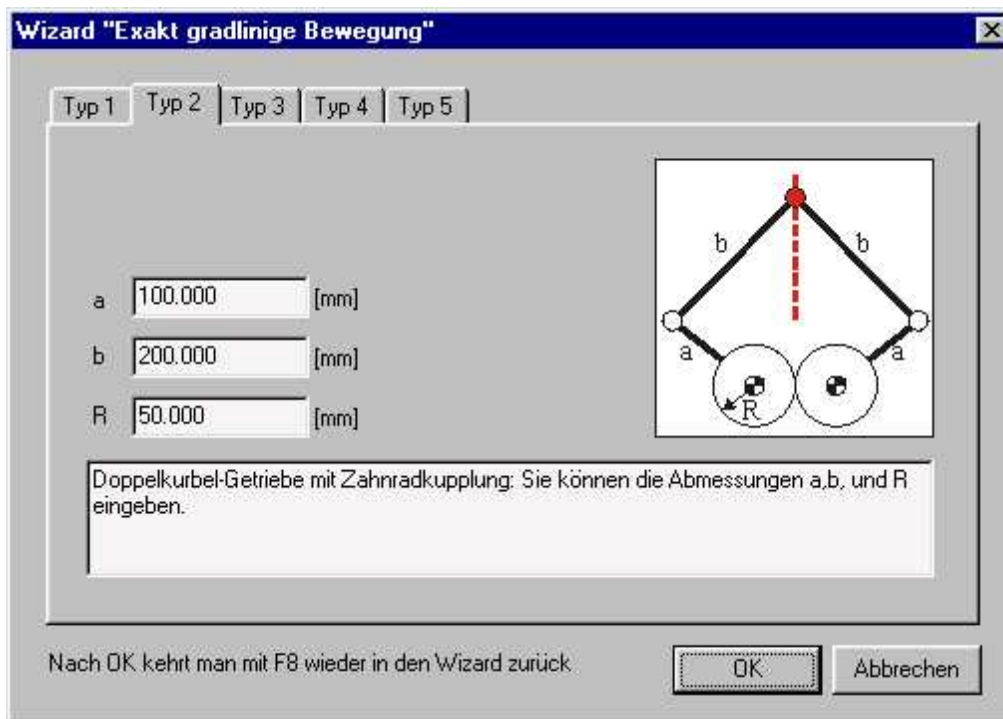 Wizard "Exakt gradlinige Bewegung"
Typ 1 Typ 2 Typ 3 Typ 4 Typ 5
b b
a 100.000 [mm]
a a
b 200.000 [mm]
R
R 50.000 [mm]
Doppelkurbel-Getriebe mit Zahnradkupplung: Sie können die Abmessungen a,b, und R
eingeben.
Nach OK kehrt man mit F8 wieder in den Wizard zurück
OK Abbrechen